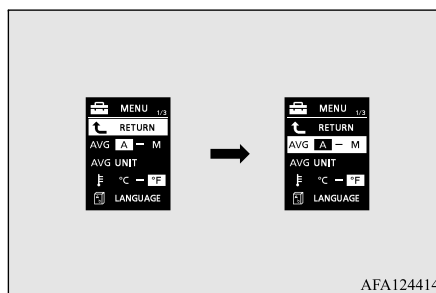 MENU 1/3
RETURN
AVG A – M
AVG UNIT
°C – °F
LANGUAGE
MENU 1/3
RETURN
AVG A – M
AVG UNIT
°C – °F
LANGUAGE
AFA124414